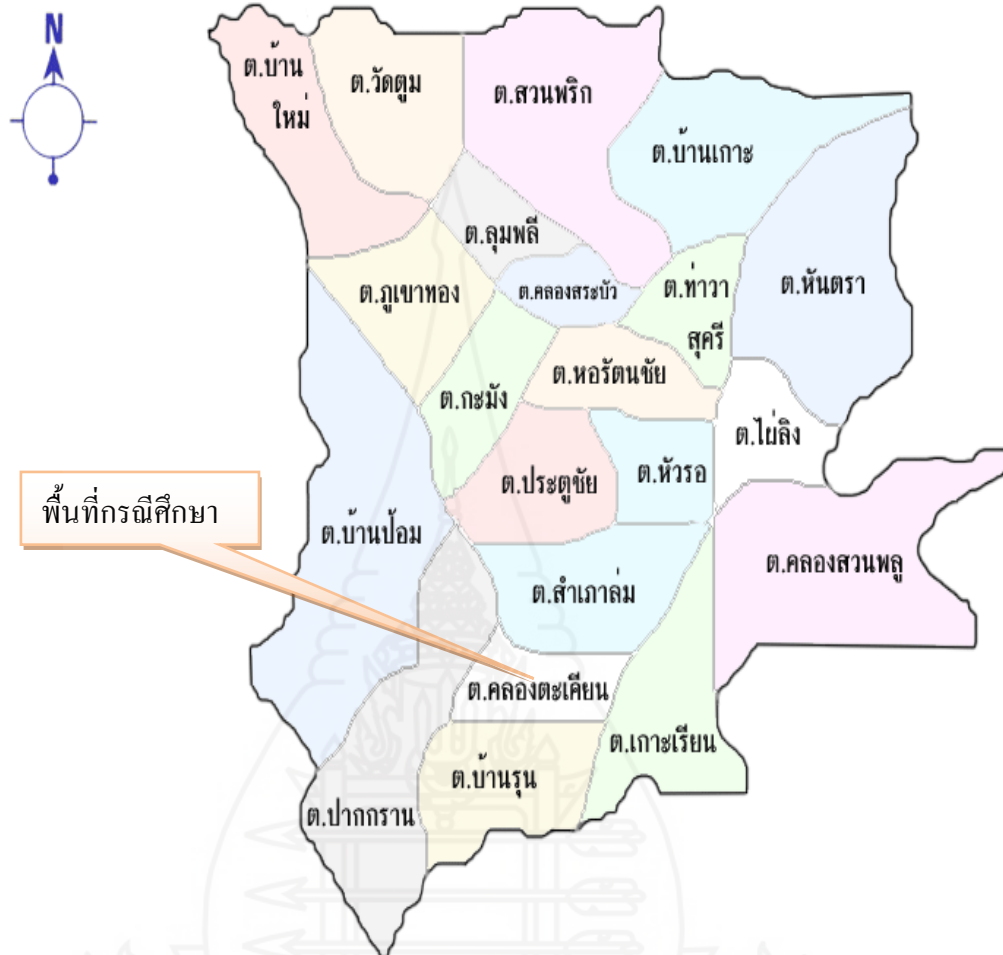 N
ต.บ้าน
ใหม่
ต.วัดตูม
ต.สวนพริก
ต.บ้านเกาะ
ต.ลุมพลี
ต.ภูเขาทอง
ต.คลองสระบัว
ต.ท่าวา
สุครี
ต.หันตรา
ต.หอรัตนชัย
ต.กะมัง
ต.ไผ่ลิง
ต.ประตูชัย
ต.หัวรอ
พื้นที่กรณีศึกษา
ต.บ้านป้อม
ต.คลองสวนพลู
ต.สำเภาล่ม
ต.คลองตะเคียน
ต.เกาะเรียน
ต.บ้านรุน
ต.ปากกราน